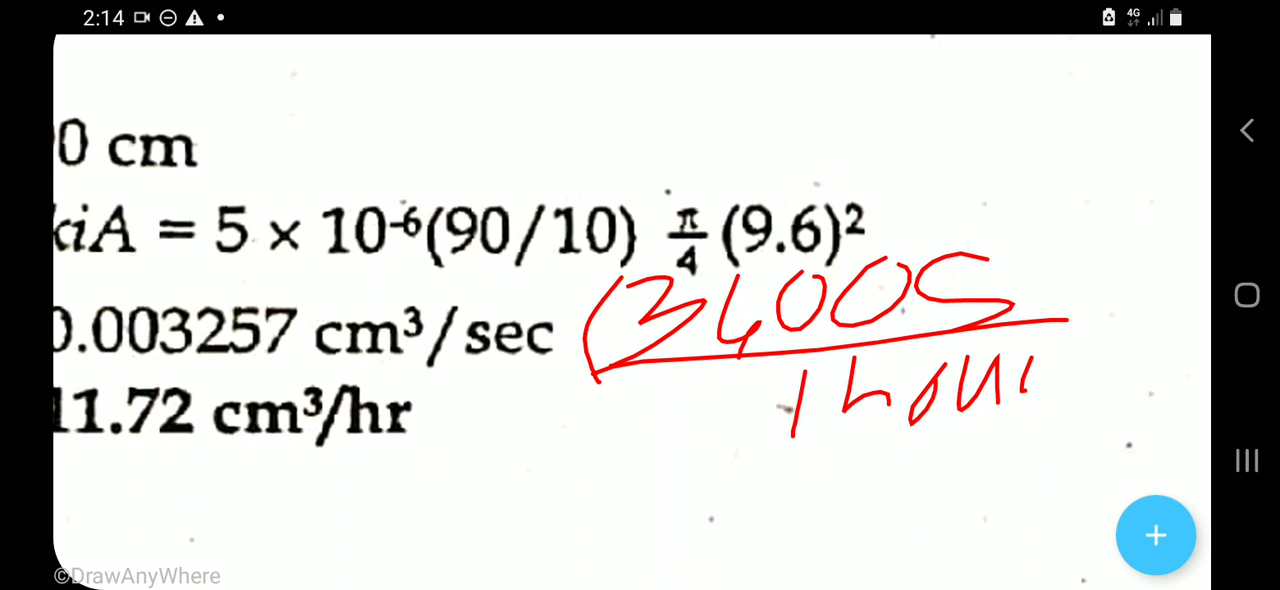 2:14
4G
0 cm
kiA = 5 × 10-6(90/10) π/4 (9.6)²
0.003257 cm³/sec (3600s
11.72 cm³/hr 1 hour
©DrawAnyWhere